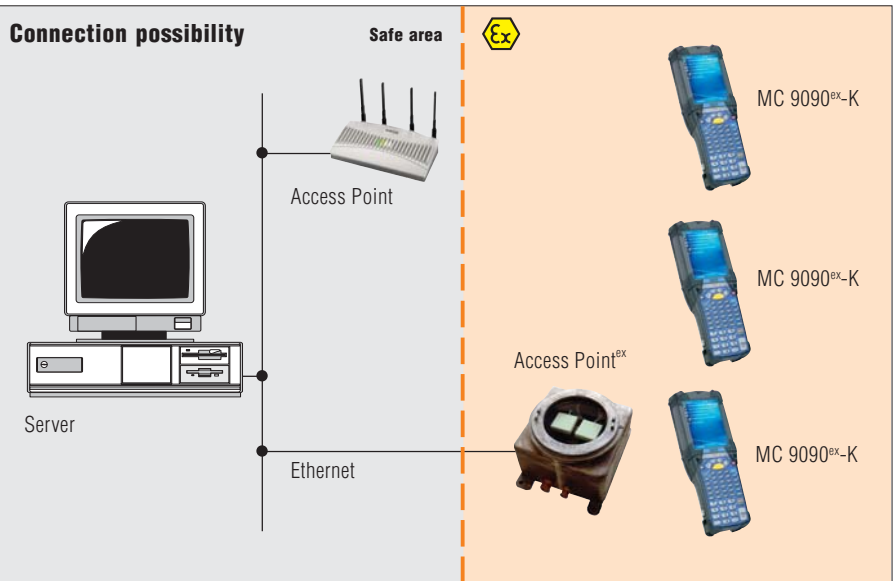 Connection possibility
Safe area
Ex
MC 9090ex-K
Access Point
MC 9090ex-K
Access Pointex
Server
MC 9090ex-K
Ethernet